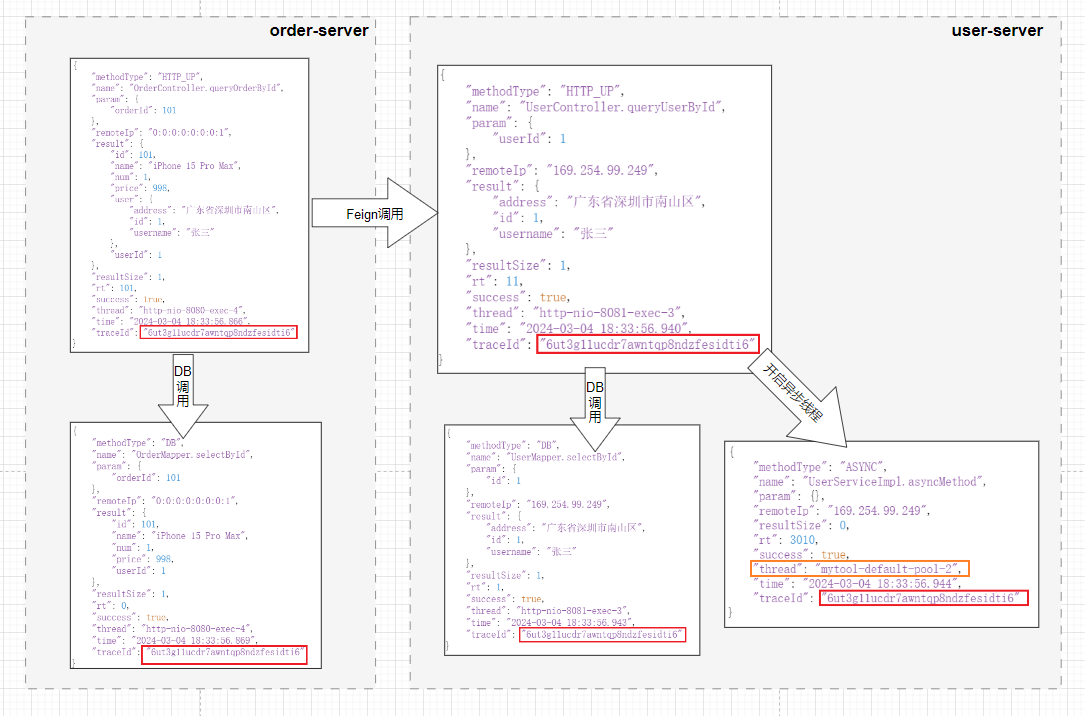 order-server
{
"methodType": "HTTP_UP",
"name": "OrderController.queryOrderById",
"param": {
"orderId": 101
},
"remoteIp": "0:0:0:0:0:0:0:1",
"result": {
"id": 101,
"name": "iPhone 15 Pro Max",
"num": 1,
"price": 998,
"user": {
"address": "广东省深圳市南山区",
"id": 1,
"username": "张三"
},
"userId": 1
},
"resultSize": 1,
"rt": 101,
"success": true,
"thread": "http-nio-8080-exec-4",
"time": "2024-03-04 18:33:56.866",
"traceId": "6ut3gl1ucdr7awntqp8ndzfesidti6"
}
DB
调
用
{
"methodType": "DB",
"name": "OrderMapper.selectById",
"param": {
"orderId": 101
},
"remoteIp": "0:0:0:0:0:0:0:1",
"result": {
"id": 101,
"name": "iPhone 15 Pro Max",
"num": 1,
"price": 998,
"userId": 1
},
"resultSize": 1,
"rt": 0,
"success": true,
"thread": "http-nio-8080-exec-4",
"time": "2024-03-04 18:33:56.869",
"traceId": "6ut3gl1ucdr7awntqp8ndzfesidti6"
}
Feign调用
user-server
{
"methodType": "HTTP_UP",
"name": "UserController.queryUserById",
"param": {
"userId": 1
},
"remoteIp": "169.254.99.249",
"result": {
"address": "广东省深圳市南山区",
"id": 1,
"username": "张三"
},
"resultSize": 1,
"rt": 11,
"success": true,
"thread": "http-nio-8081-exec-3",
"time": "2024-03-04 18:33:56.940",
"traceId": "6ut3gl1ucdr7awntqp8ndzfesidti6"
}
DB
调
用
{
"methodType": "DB",
"name": "UserMapper.selectById",
"param": {
"id": 1
},
"remoteIp": "169.254.99.249",
"result": {
"address": "广东省深圳市南山区",
"id": 1,
"username": "张三"
},
"resultSize": 1,
"rt": 1,
"success": true,
"thread": "http-nio-8081-exec-3",
"time": "2024-03-04 18:33:56.943",
"traceId": "6ut3gl1ucdr7awntqp8ndzfesidti6"
}
开启异步线程
{
"methodType": "ASYNC",
"name": "UserServiceImpl.asyncMethod",
"param": {},
"remoteIp": "169.254.99.249",
"resultSize": 0,
"rt": 3010,
"success": true,
"thread": "mytool-default-pool-2",
"time": "2024-03-04 18:33:56.944",
"traceId": "6ut3gl1ucdr7awntqp8ndzfesidti6"
}